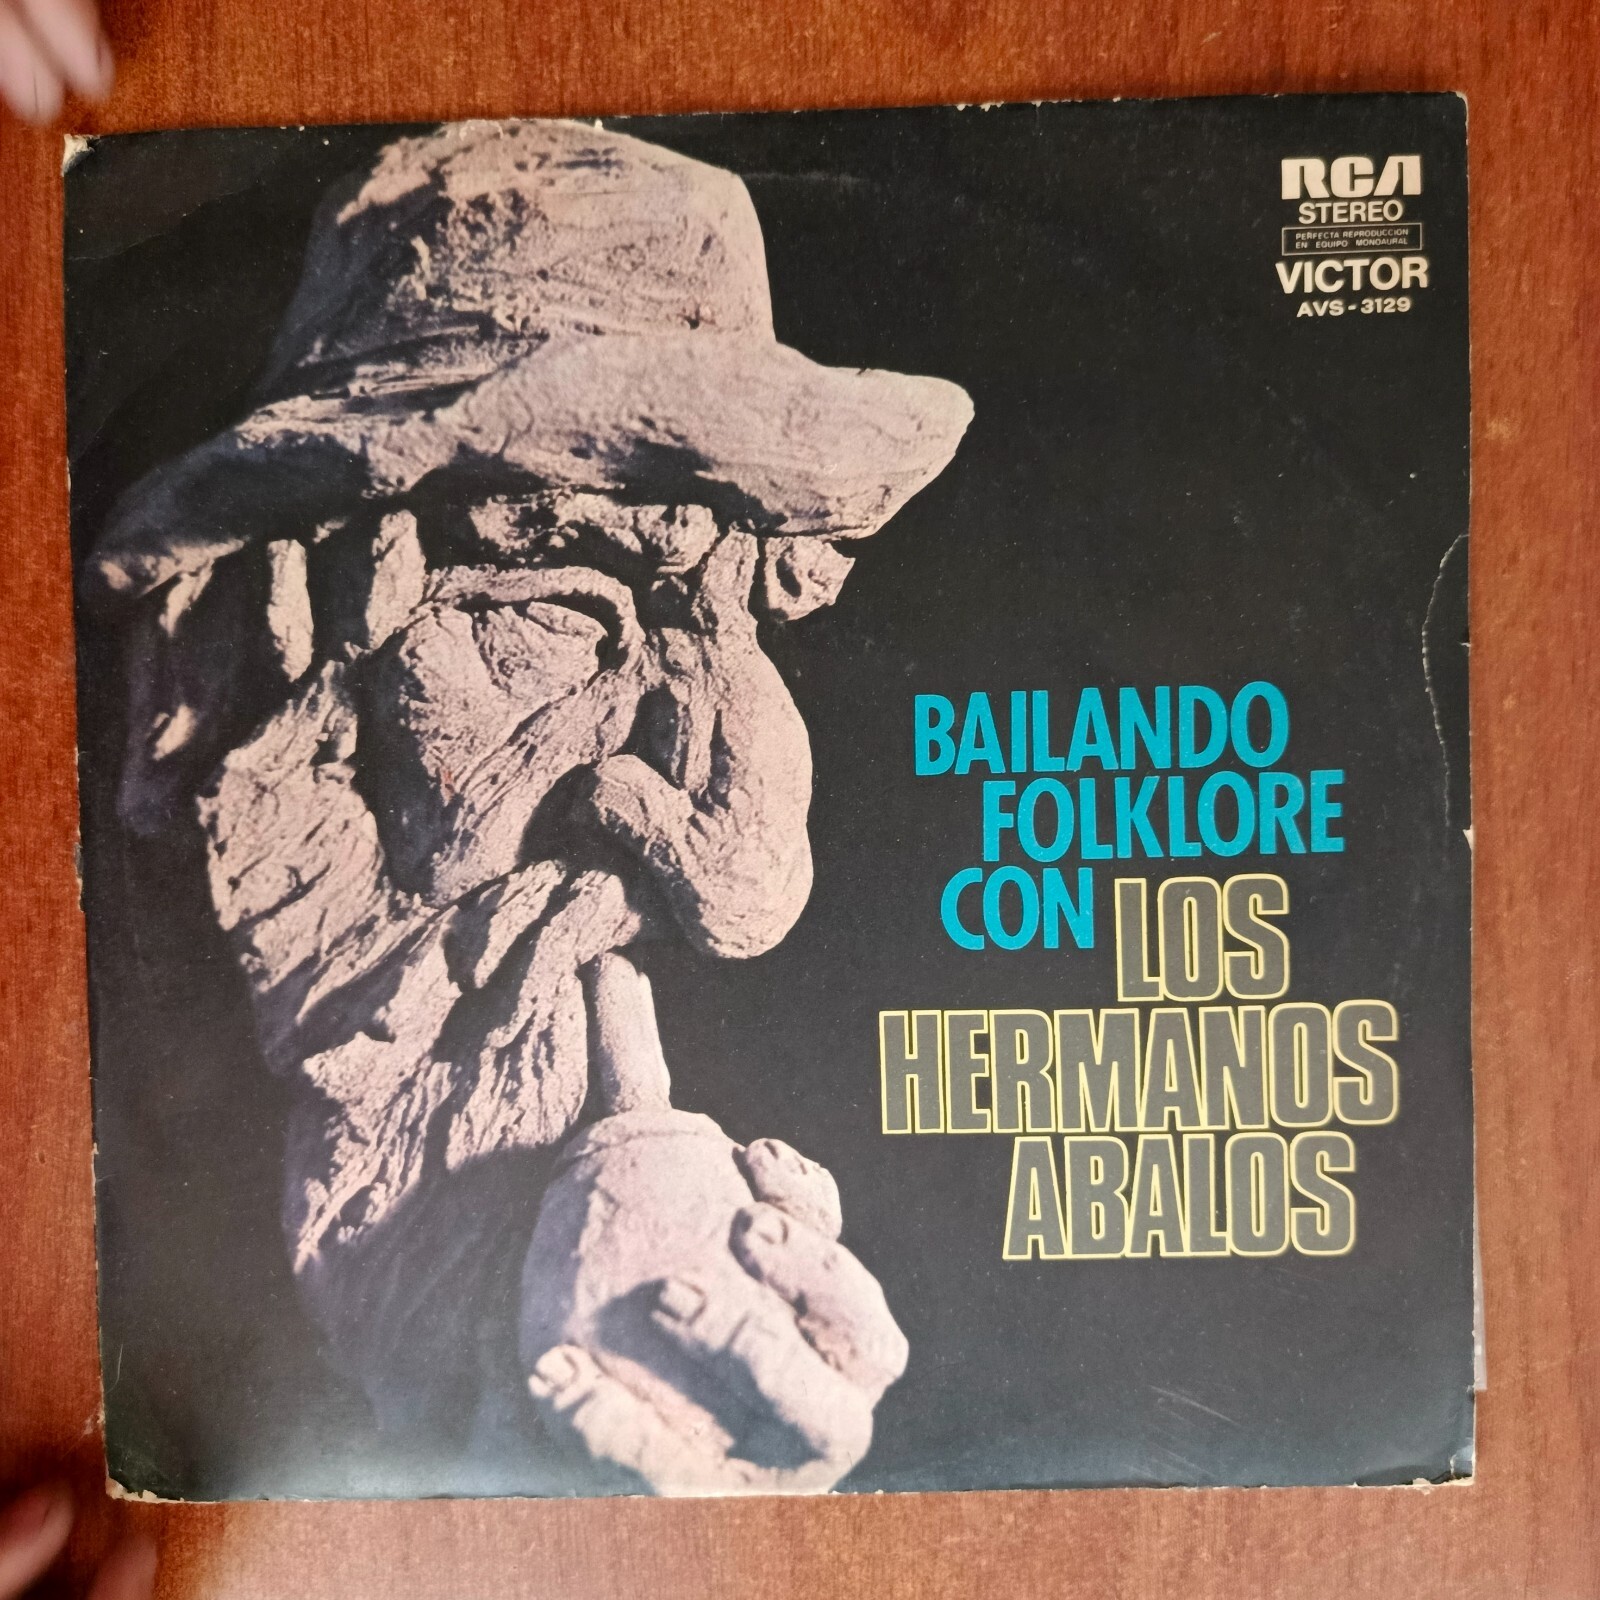 RCA
STEREO
PERFECTA REPRODUCCION
EN EQUIPO MONOAURAL
VICTOR
AVS-3129
BAILANDO
FOLKLORE
CON LOS
HERMANOS
ABALOS